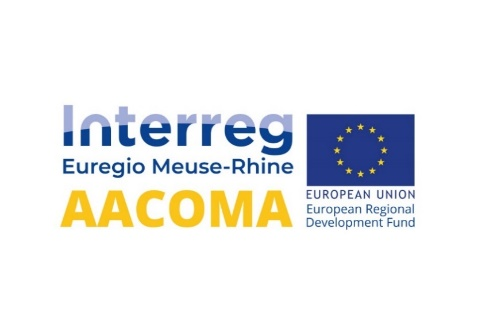 Interreg
Euregio Meuse-Rhine
AACOMA
EUROPEAN UNION
European Regional
Development Fund